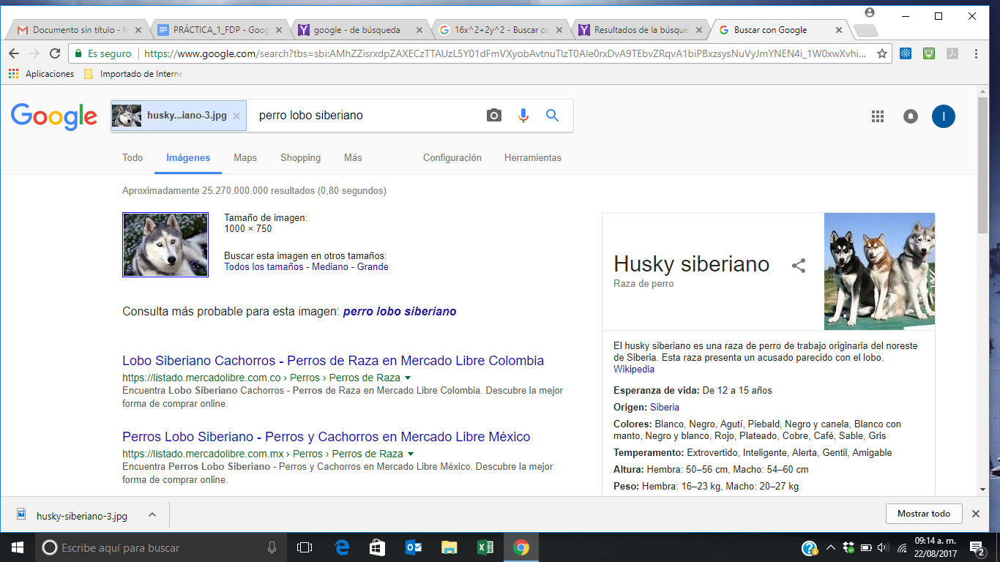 Documento sin título - I
PRÁCTICA_1_FDP - Goog
google - de búsqueda
16x^2+2y^2 - Buscar co
Resultados de la búsque
Buscar con Google
Es seguro
https://www.google.com/search?tbs=sbi:AMhZZisrxdpZAXECzTTAUzL5Y01dFmVXyobAvtnuTlzT0Ale0rxDvA9TEbvZRqvA1biPBxzsysNuVyJmYNEN4i_1W0xwXvhi...
Aplicaciones
Importado de Interne
Google
husky...iano-3.jpg
perro lobo siberiano
I
Todo
Imágenes
Maps
Shopping
Más
Configuración
Herramientas
Aproximadamente 25.270.000.000 resultados (0,80 segundos)
Tamaño de imagen:
1000 × 750
Buscar esta imagen en otros tamaños:
Todos los tamaños - Mediano - Grande
Consulta más probable para esta imagen: perro lobo siberiano
Lobo Siberiano Cachorros - Perros de Raza en Mercado Libre Colombia
https://listado.mercadolibre.com.co › Perros › Perros de Raza
Encuentra Lobo Siberiano Cachorros - Perros de Raza en Mercado Libre Colombia. Descubre la mejor
forma de comprar online.
Perros Lobo Siberiano - Perros y Cachorros en Mercado Libre México
https://listado.mercadolibre.com.mx › Perros › Perros de Raza
Encuentra Perros Lobo Siberiano - Perros y Cachorros en Mercado Libre México. Descubre la mejor
forma de comprar online.
Husky siberiano
Raza de perro
El husky siberiano es una raza de perro de trabajo originaria del noreste
de Siberia. Esta raza presenta un acusado parecido con el lobo.
Wikipedia
Esperanza de vida: De 12 a 15 años
Origen: Siberia
Colores: Blanco, Negro, Agutí, Piebald, Negro y canela, Blanco con
manto, Negro y blanco, Rojo, Plateado, Cobre, Café, Sable, Gris
Temperamento: Extrovertido, Inteligente, Alerta, Gentil, Amigable
Altura: Hembra: 50–56 cm, Macho: 54–60 cm
Peso: Hembra: 16–23 kg, Macho: 20–27 kg
husky-siberiano-3.jpg
Mostrar todo
Escribe aquí para buscar
09:14 a. m.
22/08/2017
2